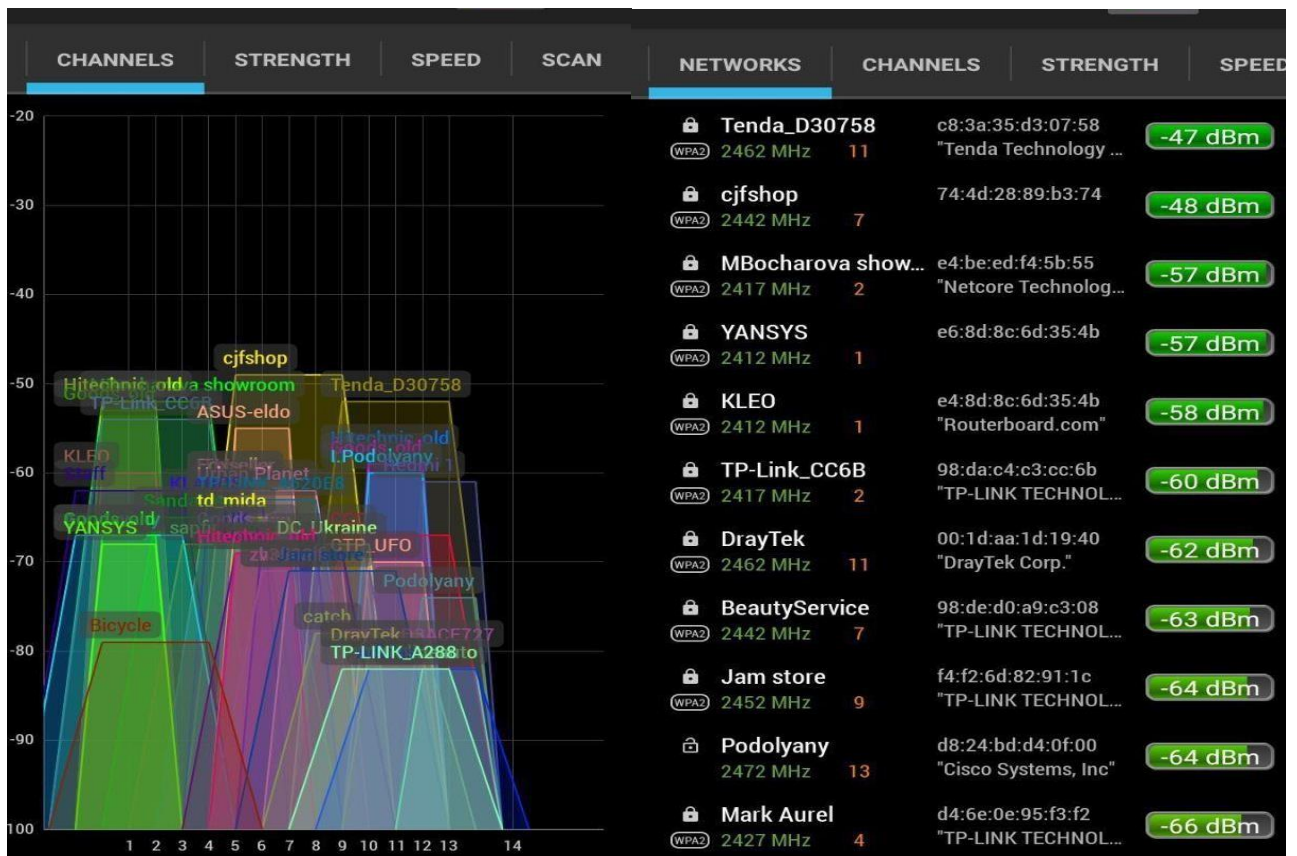 CHANNELS STRENGTH SPEED SCAN
-20
-30
-40
cjfshop
-50
showroom
Tenda_D30758
TP-Link_CC6B
ASUS-eldo
KLEO
-60
Staff
td_mida
YANSYS
DC_Ukraine
CTP_UFO
-70
Jam store
Podolyany
Bicycle
catch
DrayTek
-80
TP-LINK_A288
-90
100
1 2 3 4 5 6 7 8 9 10 11 12 13 14
NETWORKS CHANNELS STRENGTH SPEED
Tenda_D30758 c8:3a:35:d3:07:58 -47 dBm
WPA2 2462 MHz 11 "Tenda Technology ...
cjfshop 74:4d:28:89:b3:74 -48 dBm
WPA2 2442 MHz 7
MBocharova show... e4:be:ed:f4:5b:55 -57 dBm
WPA2 2417 MHz 2 "Netcore Technolog...
YANSYS e6:8d:8c:6d:35:4b -57 dBm
WPA2 2412 MHz 1
KLEO e4:8d:8c:6d:35:4b -58 dBm
WPA2 2412 MHz 1 "Routerboard.com"
TP-Link_CC6B 98:da:c4:c3:cc:6b -60 dBm
WPA2 2417 MHz 2 "TP-LINK TECHNOL...
DrayTek 00:1d:aa:1d:19:40 -62 dBm
WPA2 2462 MHz 11 "DrayTek Corp."
BeautyService 98:de:d0:a9:c3:08 -63 dBm
WPA2 2442 MHz 7 "TP-LINK TECHNOL...
Jam store f4:f2:6d:82:91:1c -64 dBm
WPA2 2452 MHz 9 "TP-LINK TECHNOL...
Podolyany d8:24:bd:d4:0f:00 -64 dBm
2472 MHz 13 "Cisco Systems, Inc"
Mark Aurel d4:6e:0e:95:f3:f2 -66 dBm
WPA2 2427 MHz 4 "TP-LINK TECHNOL...